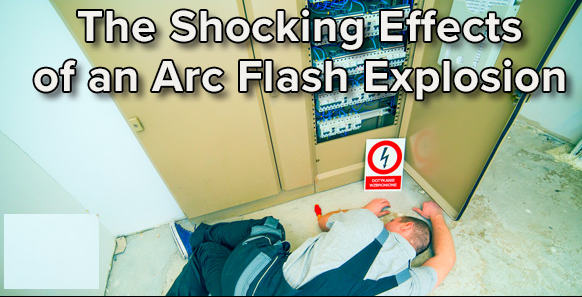 The Shocking Effects
of an Arc Flash Explosion
DOTYKANIE
WZBRONIONE